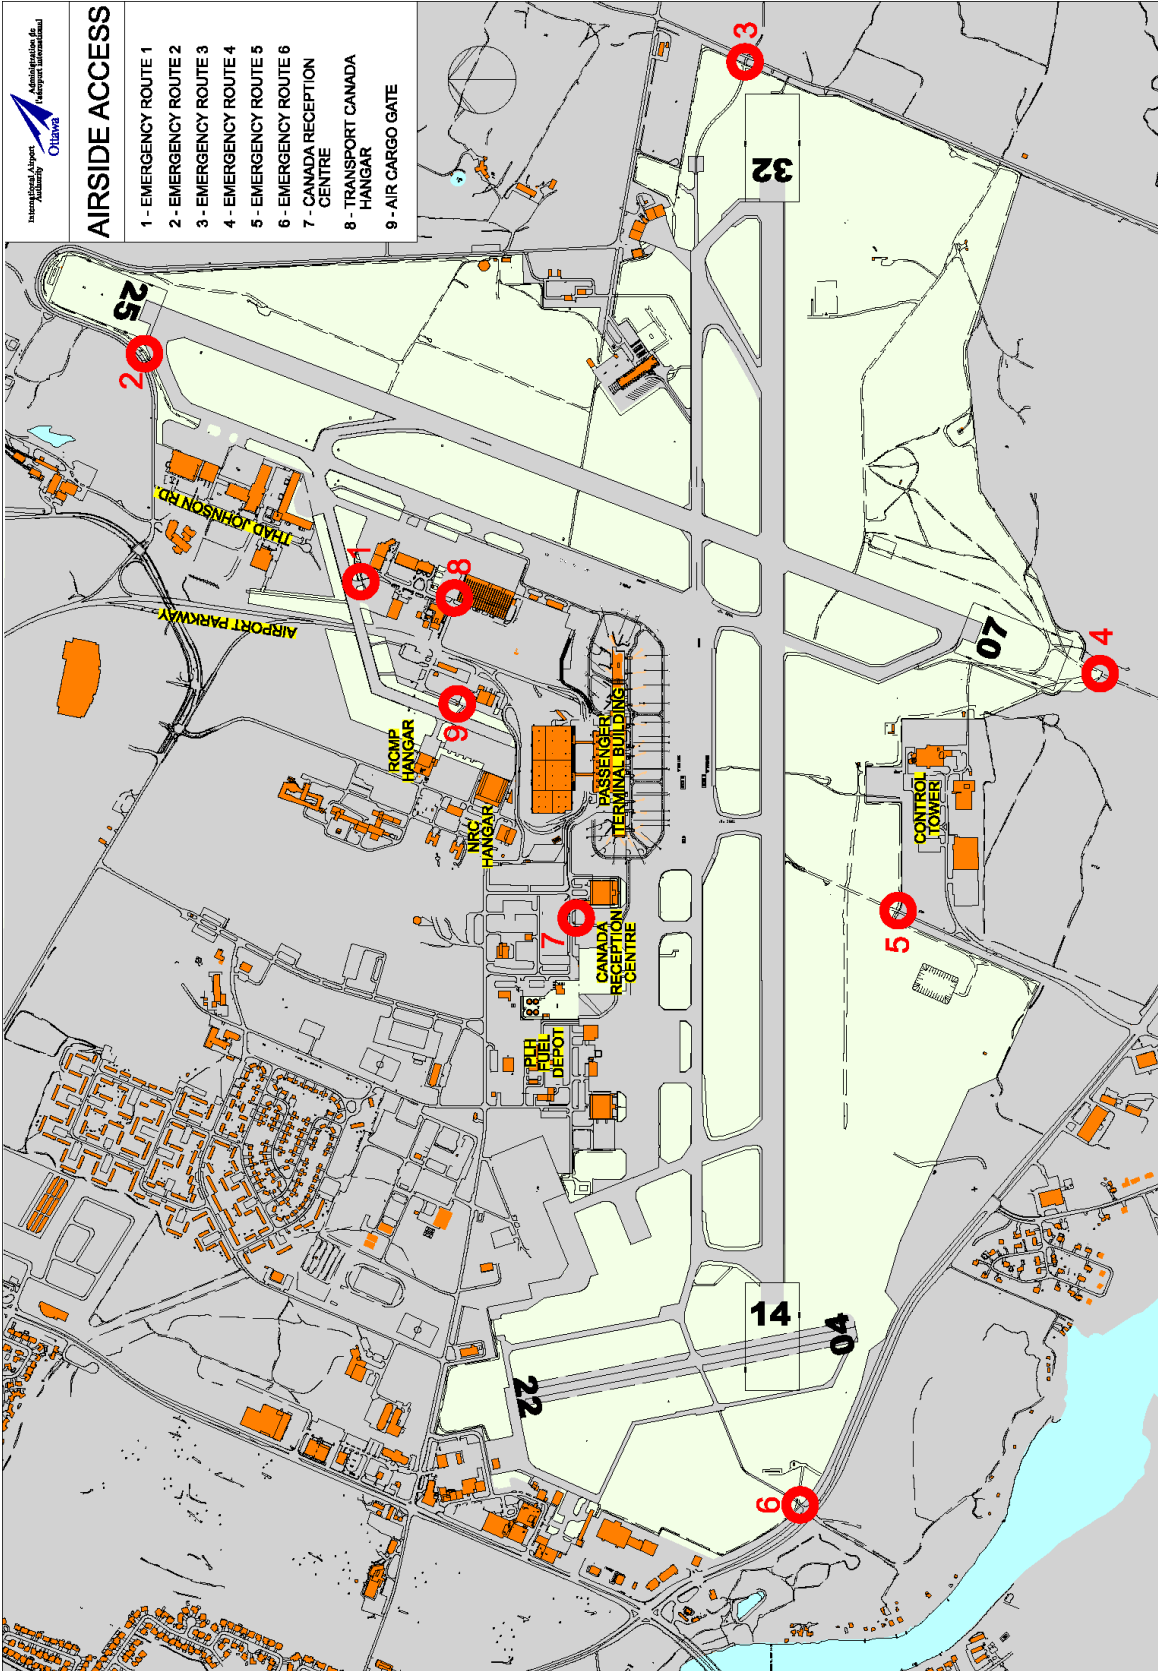 International Airport
Authority
Administration de
l'aéroport international
Ottawa
AIRSIDE ACCESS
1 - EMERGENCY ROUTE 1
2 - EMERGENCY ROUTE 2
3 - EMERGENCY ROUTE 3
4 - EMERGENCY ROUTE 4
5 - EMERGENCY ROUTE 5
6 - EMERGENCY ROUTE 6
7 - CANADA RECEPTION
CENTRE
8 - TRANSPORT CANADA
HANGAR
9 - AIR CARGO GATE
3
32
25
2
THAD JOHNSON RD.
1
8
AIRPORT PARKWAY
07
4
9
RCMP
HANGAR
PASSENGER
TERMINAL BUILDING
CONTROL
TOWER
NRC
HANGAR
7
CANADA
RECEPTION
CENTRE
5
PLH
FUEL
DEPOT
14
04
22
6